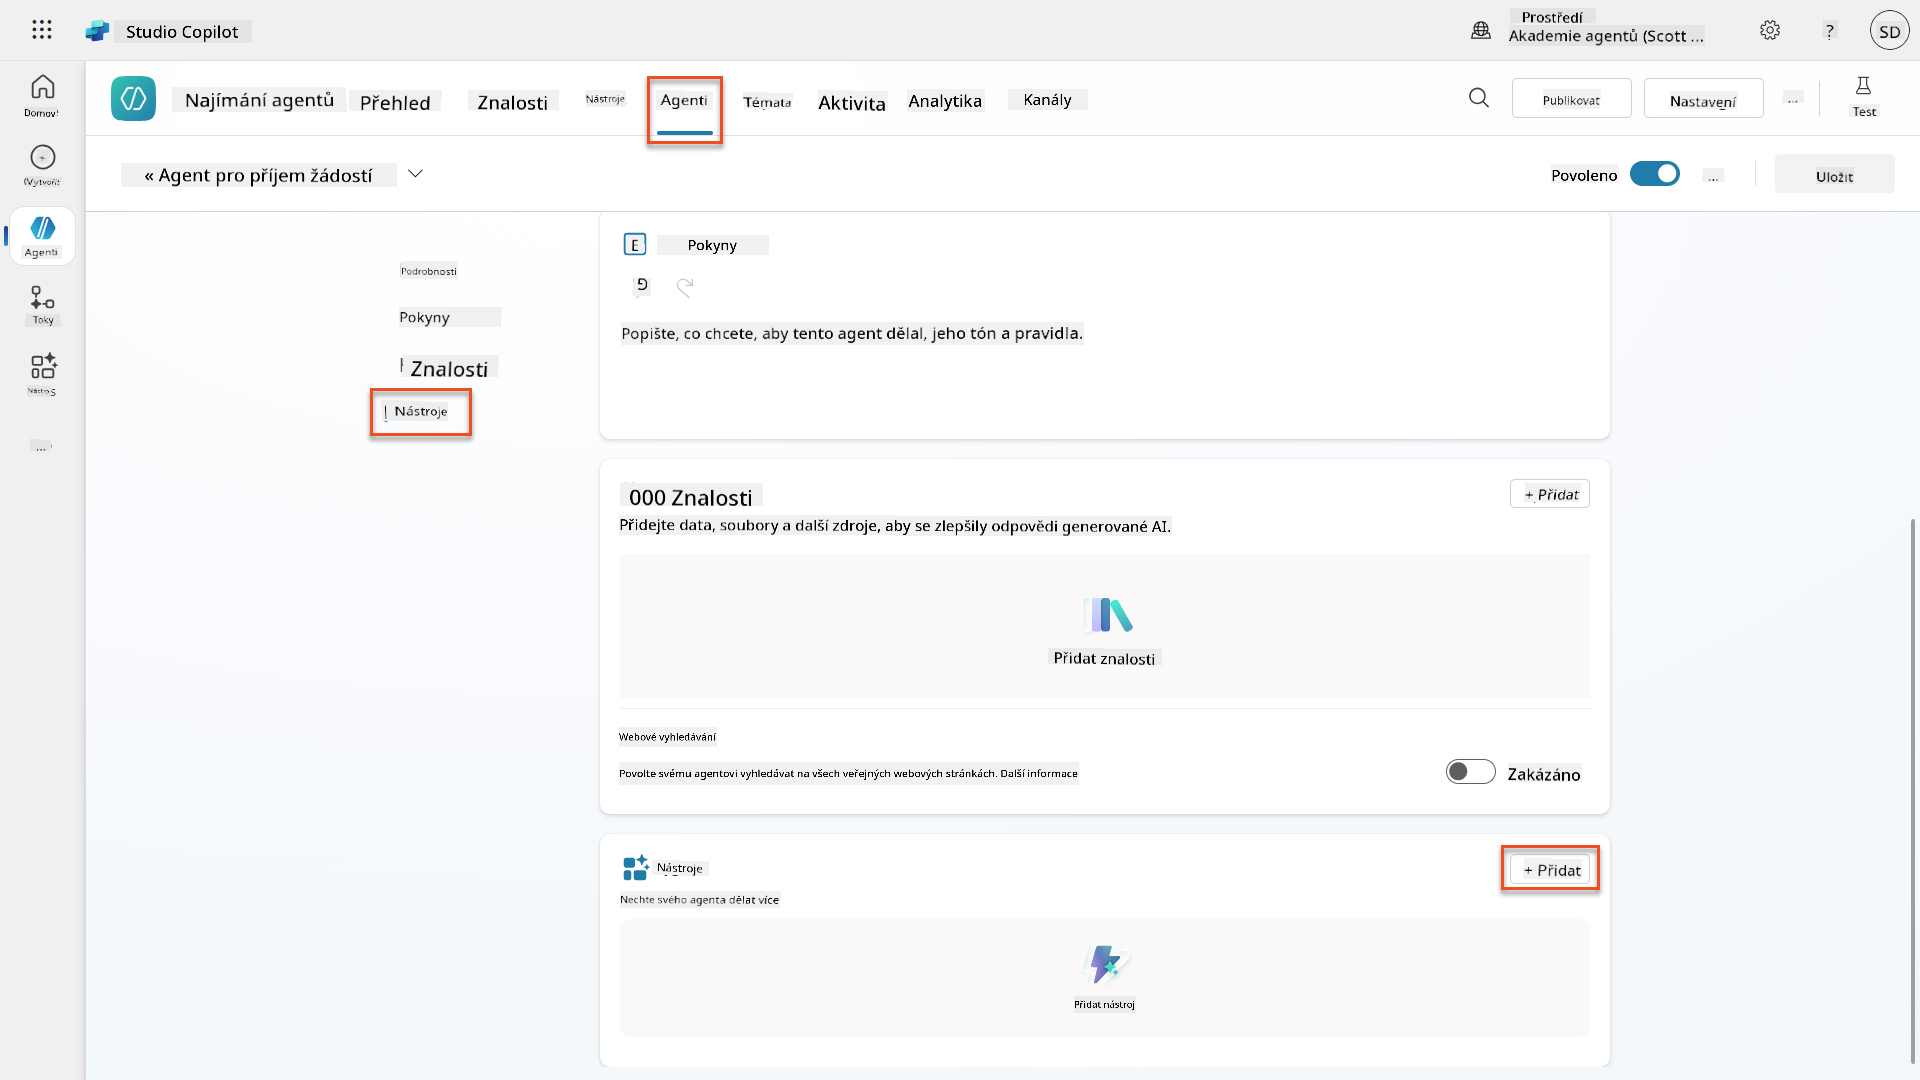 Studio Copilot
Prostředí
Akademie agentů (Scott ...
?
SD
Najímání agentů
Přehled
Znalosti
Nástroje
Agenti
Témata
Aktivita
Analytika
Kanály
Publikovat
Nastavení
...
Test
Domov!
(Vytvořit
Agenti
Toky
Nástroj S
...
« Agent pro příjem žádostí
Povoleno
...
Uložit
Podrobnosti
Pokyny
Znalosti
Nástroje
E
Pokyny
Popište, co chcete, aby tento agent dělal, jeho tón a pravidla.
000 Znalosti
+ Přidat
Přidejte data, soubory a další zdroje, aby se zlepšily odpovědi generované AI.
Přidat znalosti
Webové vyhledávání
Povolte svému agentovi vyhledávat na všech veřejných webových stránkách. Další informace
Zakázáno
Nástroje
+ Přidat
Nechte svého agenta dělat více
Přidat nástroj